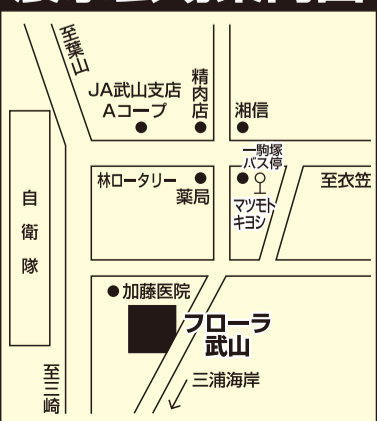 至葉山
JA武山支店
Aコープ
精肉店
湘信
一駒塚
バス停
林ロータリー
薬局
マツモト
キヨシ
至衣笠
自衛隊
加藤医院
フローラ
武山
至三崎
三浦海岸